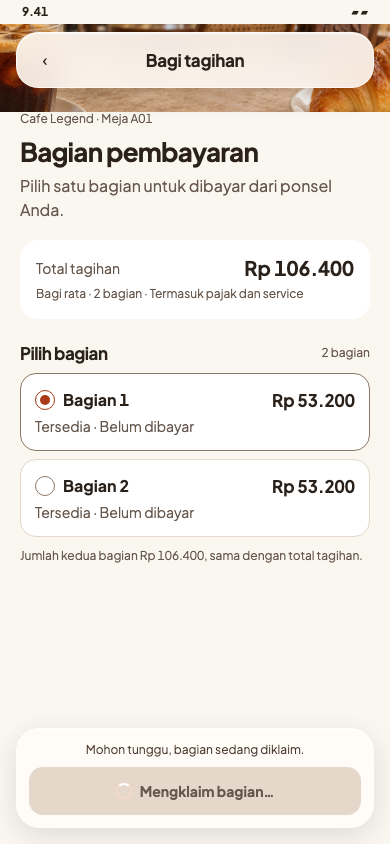 9.41
‹
Bagi tagihan
Cafe Legend · Meja A01
Bagian pembayaran
Pilih satu bagian untuk dibayar dari ponsel
Anda.
Total tagihan Rp 106.400
Bagi rata · 2 bagian · Termasuk pajak dan service
Pilih bagian 2 bagian
Bagian 1 Rp 53.200
Tersedia · Belum dibayar
Bagian 2 Rp 53.200
Tersedia · Belum dibayar
Jumlah kedua bagian Rp 106.400, sama dengan total tagihan.
Mohon tunggu, bagian sedang diklaim.
Mengklaim bagian…